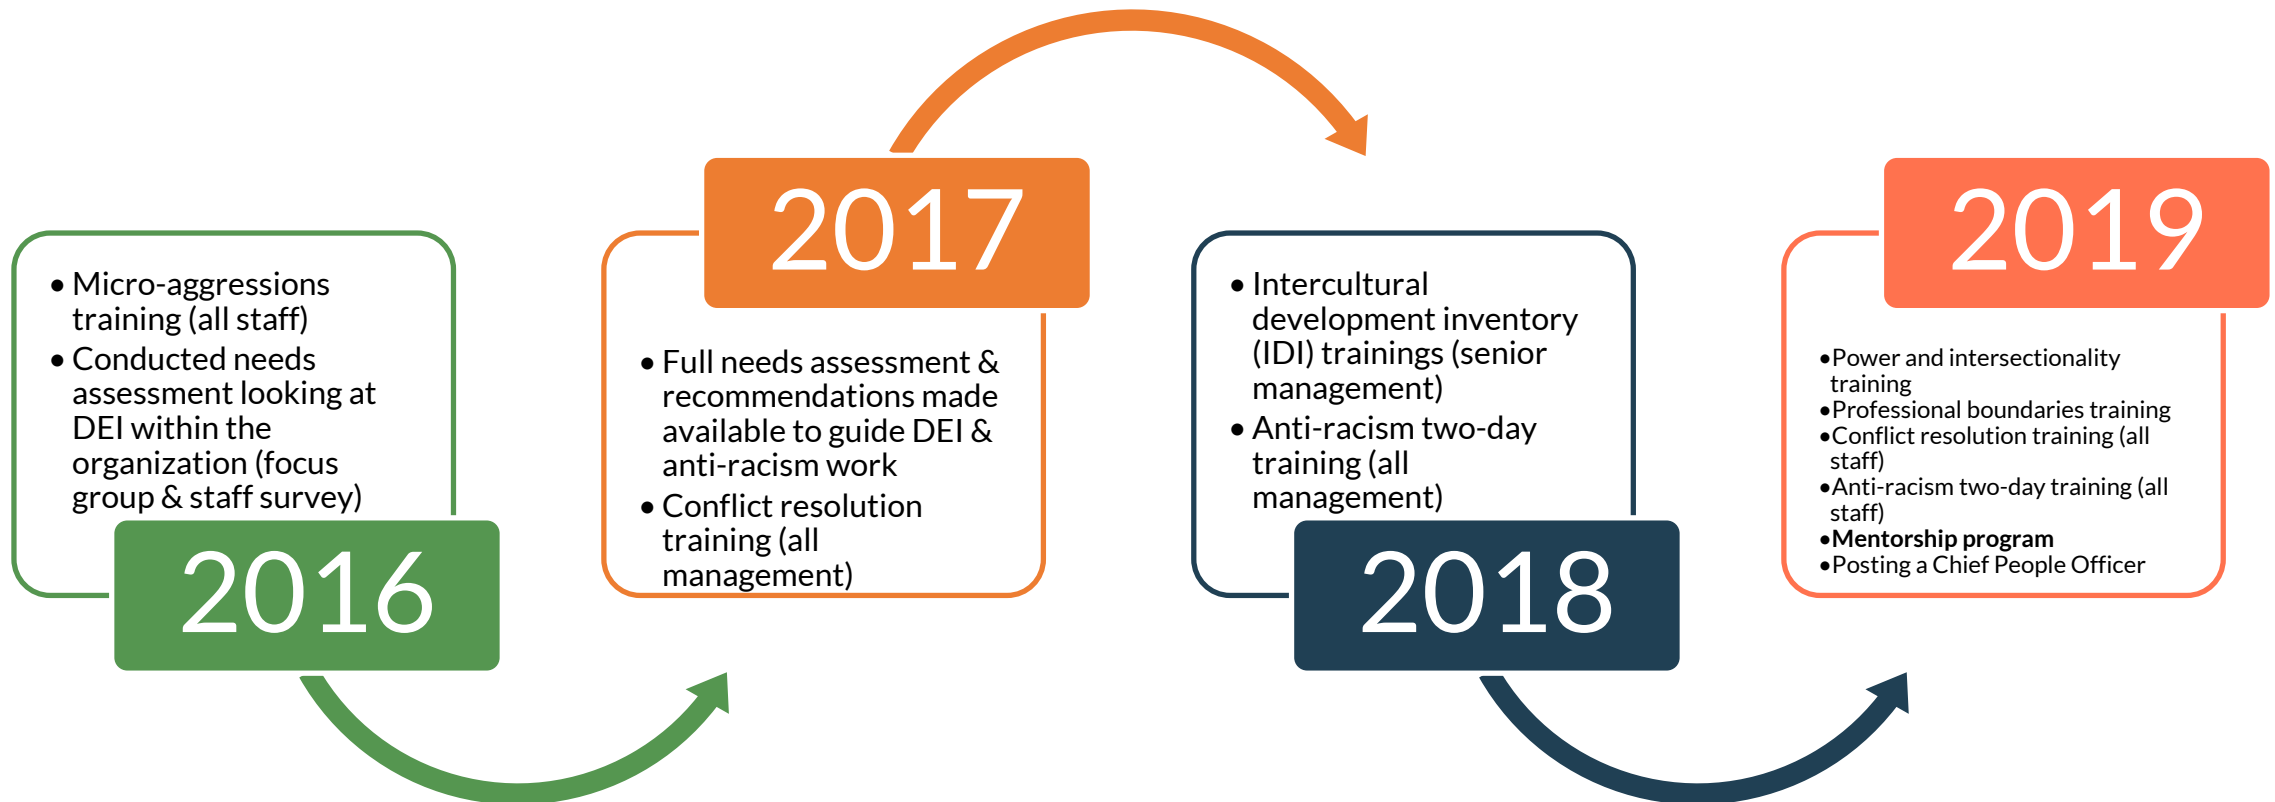 2016
• Micro-aggressions
training (all staff)
• Conducted needs
assessment looking at
DEI within the
organization (focus
group & staff survey)
2017
• Full needs assessment &
recommendations made
available to guide DEI &
anti-racism work
• Conflict resolution
training (all
management)
2018
• Intercultural
development inventory
(IDI) trainings (senior
management)
• Anti-racism two-day
training (all
management)
2019
•Power and intersectionality
training
•Professional boundaries training
•Conflict resolution training (all
staff)
•Anti-racism two-day training (all
staff)
•Mentorship program
•Posting a Chief People Officer